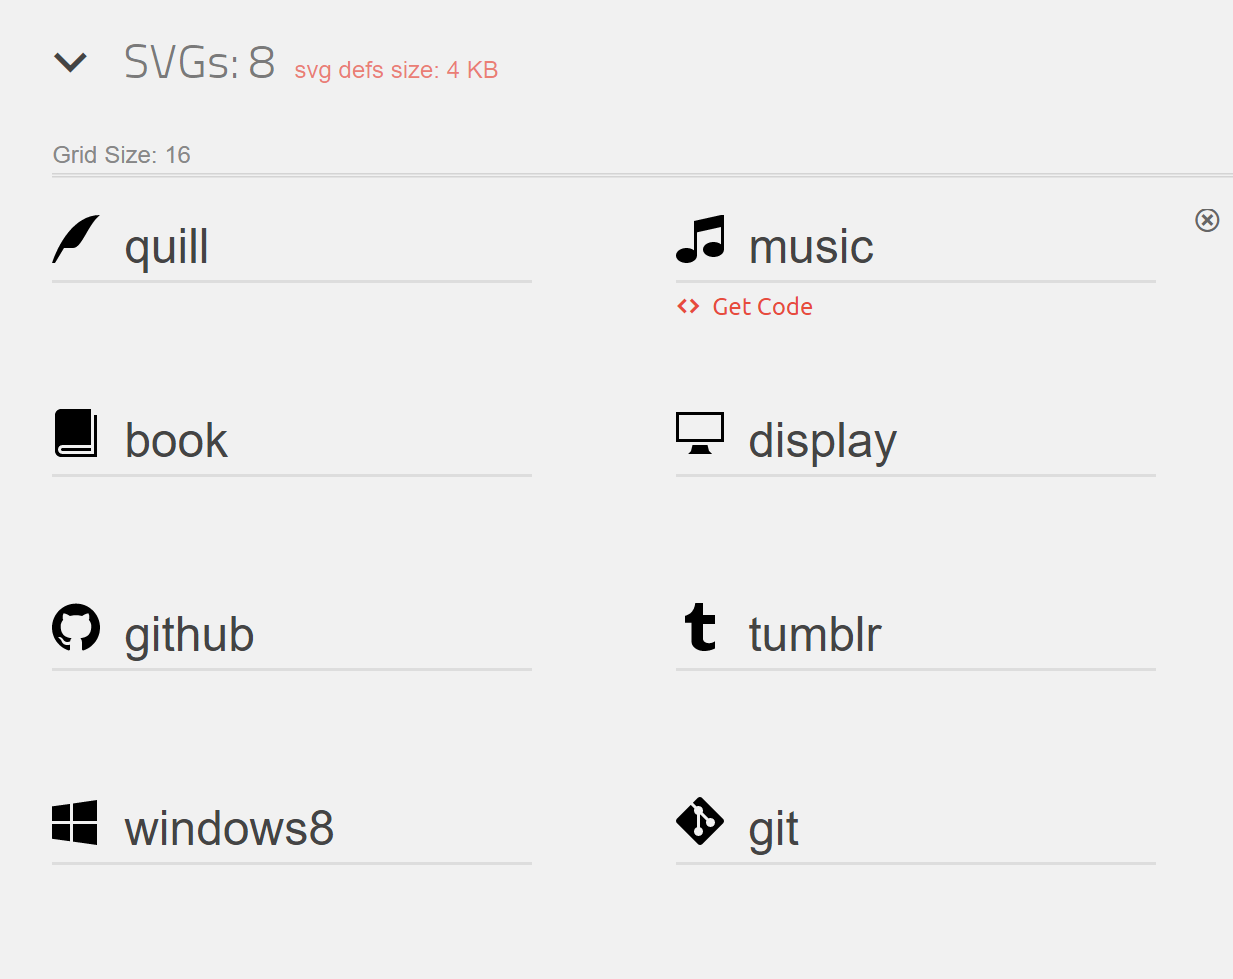 SVGs: 8 svg defs size: 4 KB
Grid Size: 16
quill
music
<> Get Code
book
display
github
tumblr
windows8
git